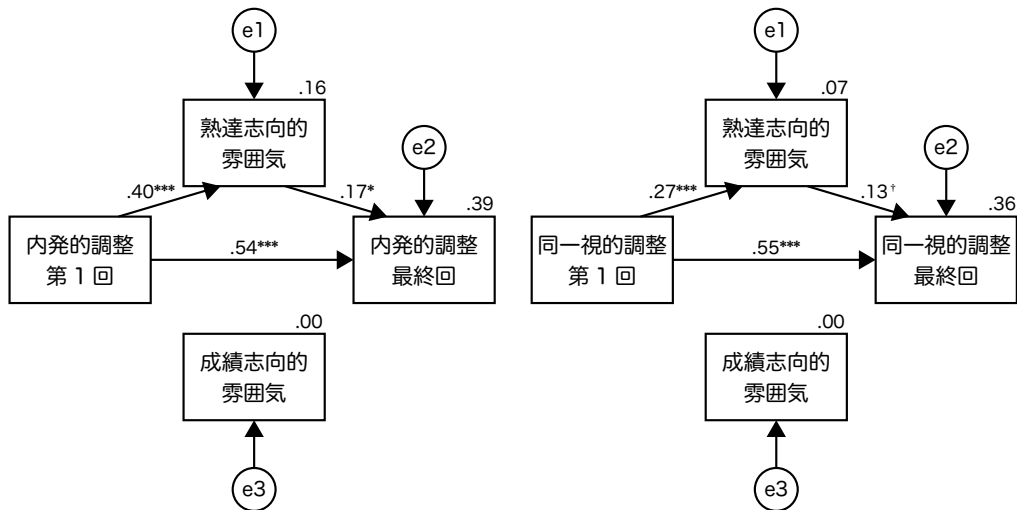 e1
.16
熟達志向的
雰囲気
e2
.40***
.17*
.39
内発的調整
第1回
.54***
内発的調整
最終回
.00
成績志向的
雰囲気
e3
e1
.07
熟達志向的
雰囲気
e2
.27***
.13†
.36
同一視的調整
第1回
.55***
同一視的調整
最終回
.00
成績志向的
雰囲気
e3